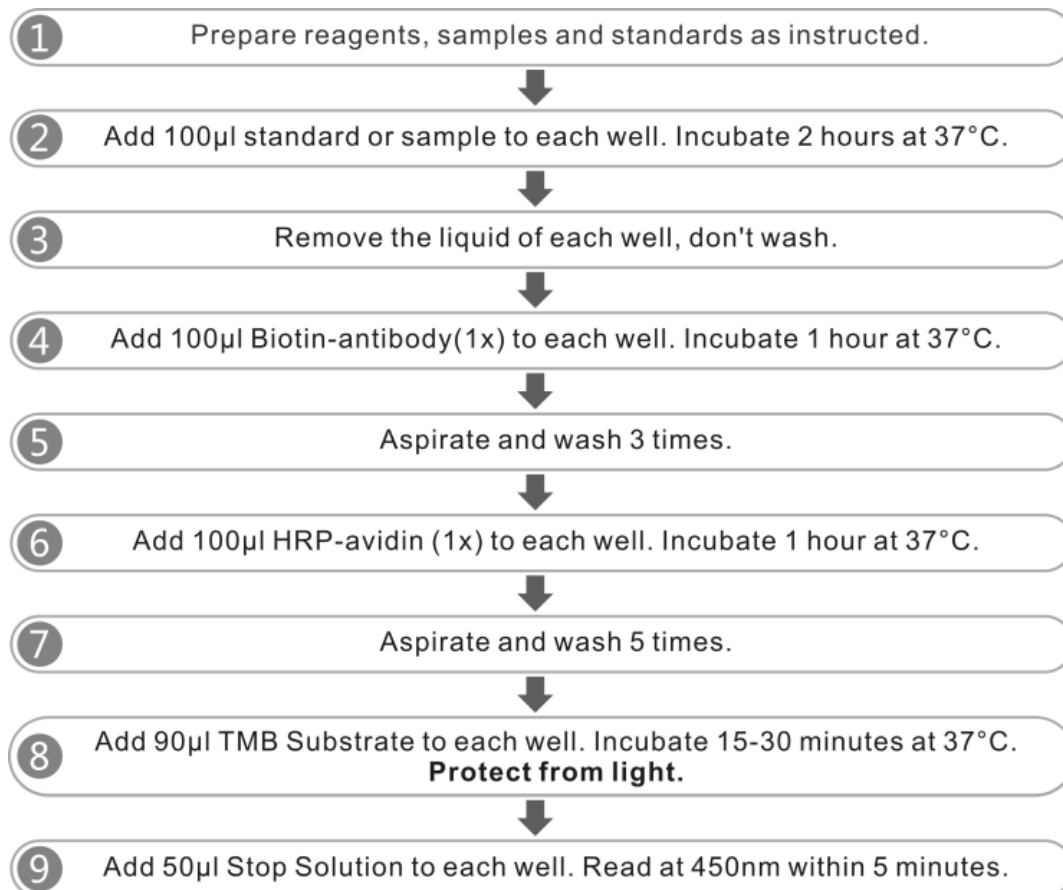 1 Prepare reagents, samples and standards as instructed.
2 Add 100µl standard or sample to each well. Incubate 2 hours at 37°C.
3 Remove the liquid of each well, don't wash.
4 Add 100µl Biotin-antibody(1x) to each well. Incubate 1 hour at 37°C.
5 Aspirate and wash 3 times.
6 Add 100µl HRP-avidin (1x) to each well. Incubate 1 hour at 37°C.
7 Aspirate and wash 5 times.
8 Add 90µl TMB Substrate to each well. Incubate 15-30 minutes at 37°C.
Protect from light.
9 Add 50µl Stop Solution to each well. Read at 450nm within 5 minutes.